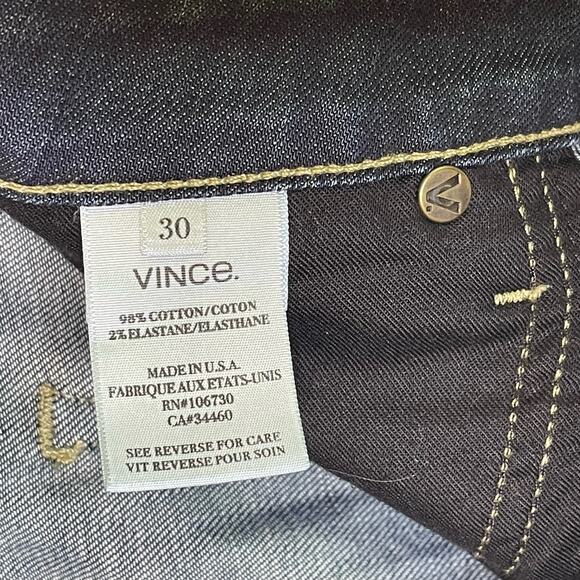 30
VINCe.
98% COTTON/COTON
2% ELASTANE/ELASTHANE
MADE IN U.S.A.
FABRIQUE AUX ETATS-UNIS
RN#106730
CA#34460
SEE REVERSE FOR CARE
VIT REVERSE POUR SOIN
V.